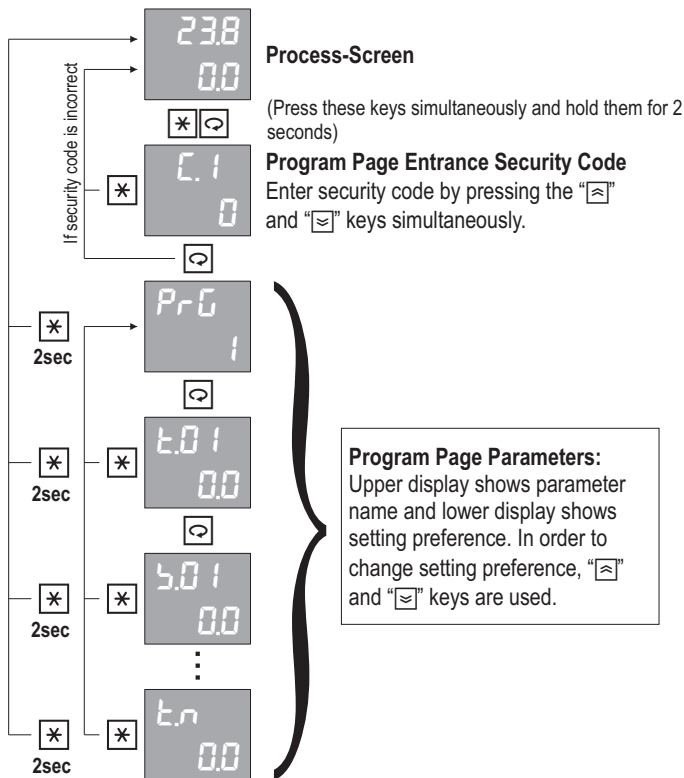 23.8
0.0
Process-Screen
(Press these keys simultaneously and hold them for 2
seconds)
If security code is incorrect
C. 1
0
Program Page Entrance Security Code
Enter security code by pressing the “ ”
and “ ” keys simultaneously.
PrG
1
2sec
t.01
0.0
2sec
Program Page Parameters:
Upper display shows parameter
name and lower display shows
setting preference. In order to
change setting preference, “ ”
and “ ” keys are used.
5.01
0.0
2sec
t.n
0.0
2sec